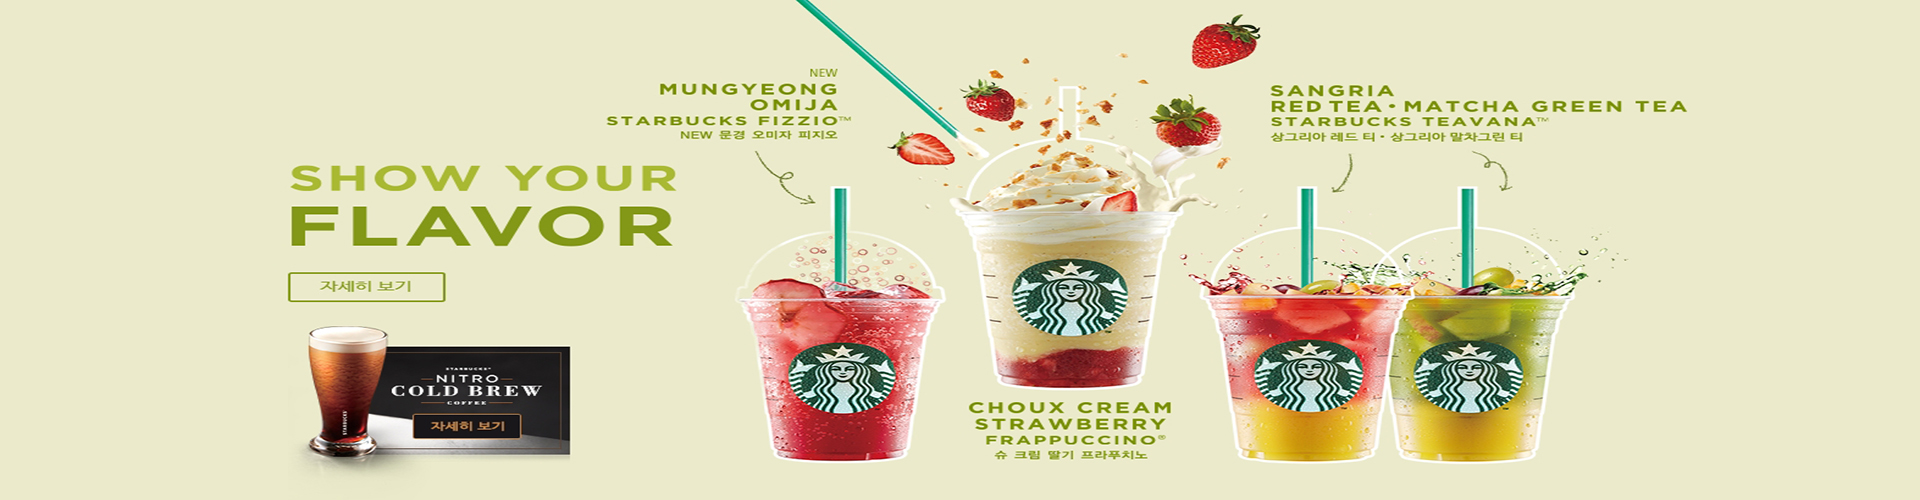 SHOW YOUR
FLAVOR
자세히 보기
STARBUCKS®
NITRO
COLD BREW
COFFEE
자세히 보기
STARBUCKS
NEW
MUNGYEONG
OMIJA
STARBUCKS FIZZIO™
NEW 문경 오미자 피지오
CHOUX CREAM
STRAWBERRY
FRAPPUCCINO®
슈 크림 딸기 프라푸치노
SANGRIA
RED TEA • MATCHA GREEN TEA
STARBUCKS TEAVANA™
상그리아 레드 티 • 상그리아 말차그린 티